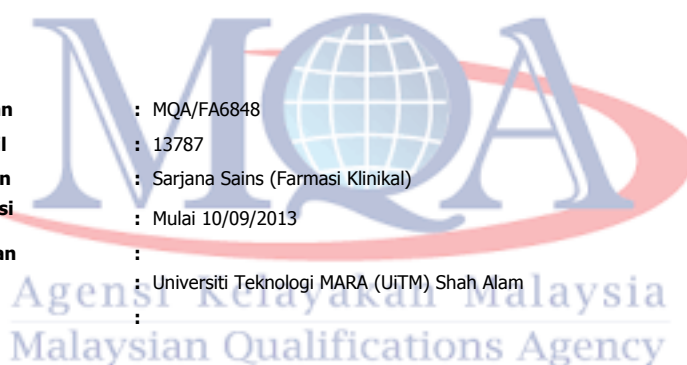 MQA
an : MQA/FA6848
l : 13787
n : Sarjana Sains (Farmasi Klinikal)
si : Mulai 10/09/2013
an :
: Universiti Teknologi MARA (UiTM) Shah Alam
:
Agensi Kelayakan Malaysia
Malaysian Qualifications Agency